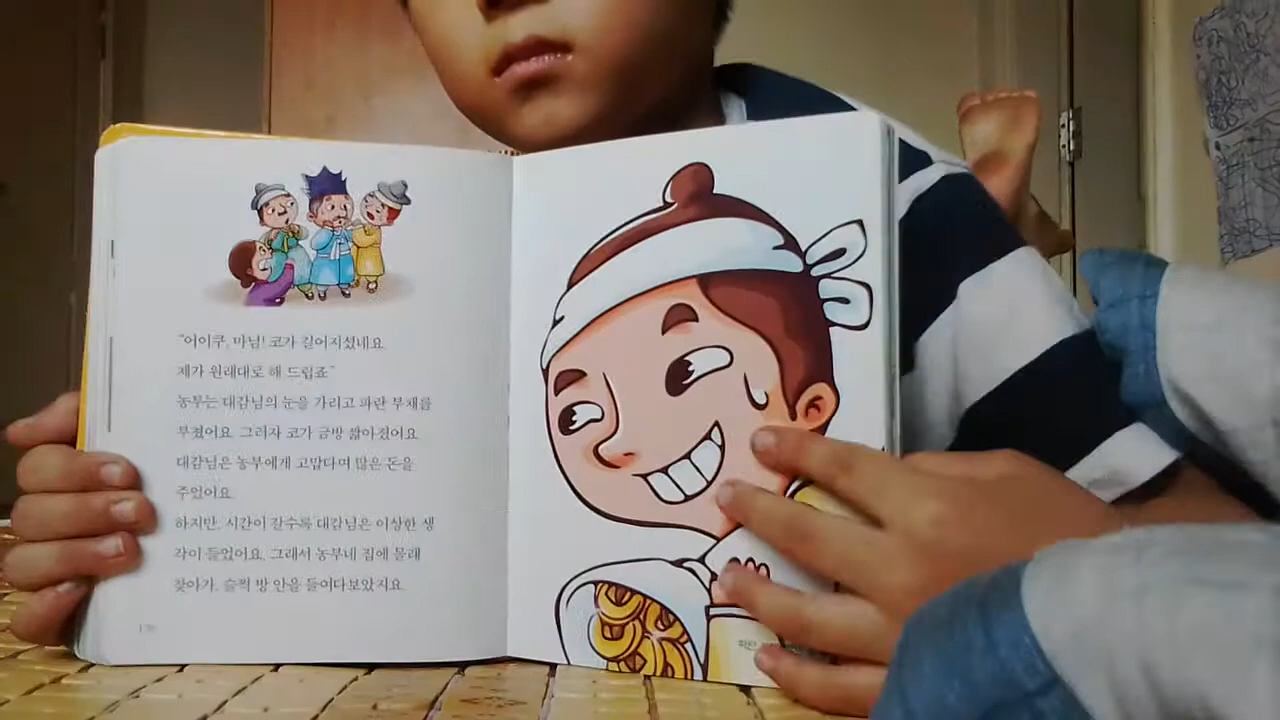 "어이쿠, 마님! 코가 길어지셨네요.
제가 원래대로 해 드립죠."
농부는 대감님의 눈을 가리고 파란 부채를
부쳤어요. 그러자 코가 금방 짧아졌어요.
대감님은 농부에게 고맙다며 많은 돈을
주었어요.
하지만, 시간이 갈수록 대감님은 이상한 생
각이 들었어요. 그래서 농부네 집에 몰래
찾아가, 슬쩍 방 안을 들여다보았지요.